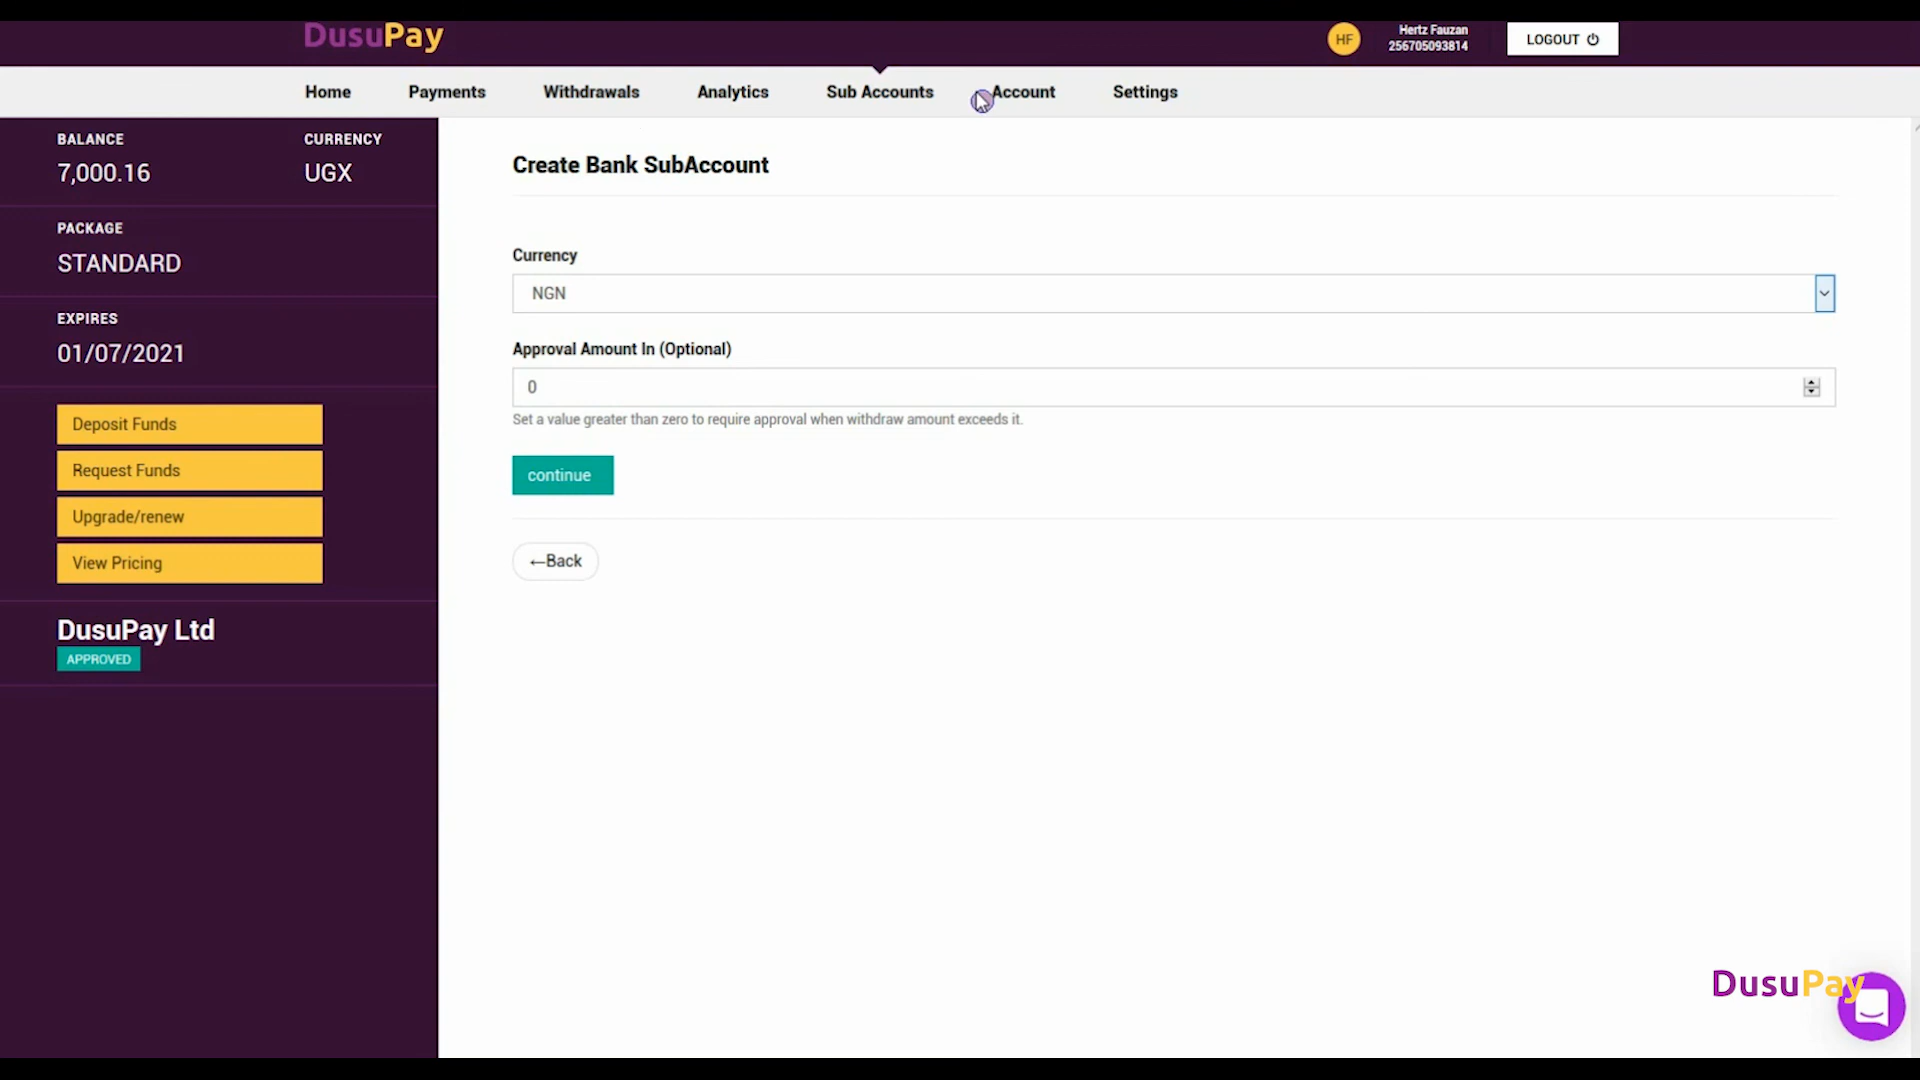 DusuPay
HF
Hertz Fauzan
256705093814
LOGOUT
Home
Payments
Withdrawals
Analytics
Sub Accounts
Account
Settings
BALANCE
CURRENCY
7,000.16
UGX
PACKAGE
STANDARD
EXPIRES
01/07/2021
Deposit Funds
Request Funds
Upgrade/renew
View Pricing
DusuPay Ltd
APPROVED
Create Bank SubAccount
Currency
NGN
Approval Amount In (Optional)
0
Set a value greater than zero to require approval when withdraw amount exceeds it.
continue
←Back
DusuPay